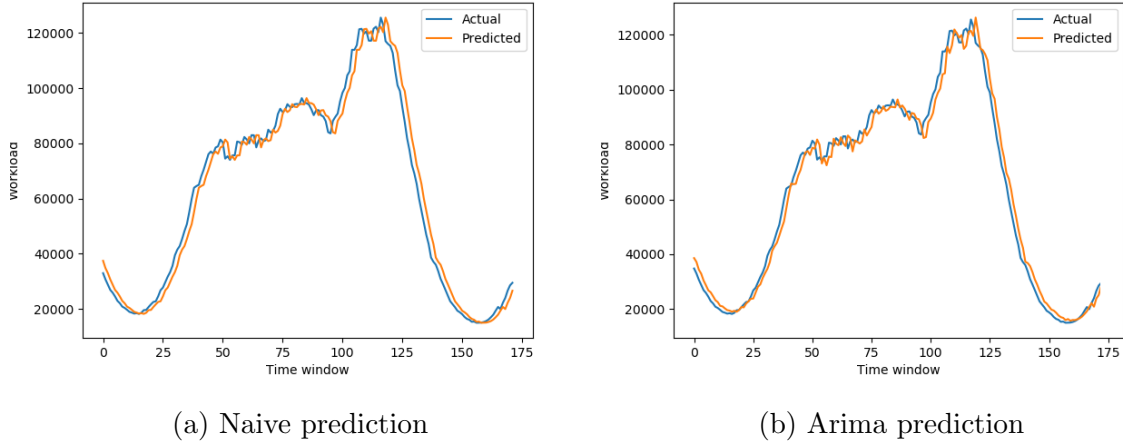 120000
100000
80000
60000
40000
20000
workload
0 25 50 75 100 125 150 175
Time window
Actual
Predicted
(a) Naive prediction
120000
100000
80000
60000
40000
20000
workload
0 25 50 75 100 125 150 175
Time window
Actual
Predicted
(b) Arima prediction